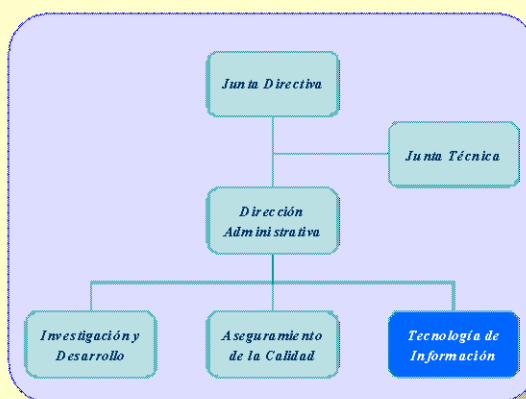 Junta Directiva
Junta Técnica
Dirección
Administrativa
Investigación y
Desarrollo
Aseguramiento
de la Calidad
Tecnología de
Información